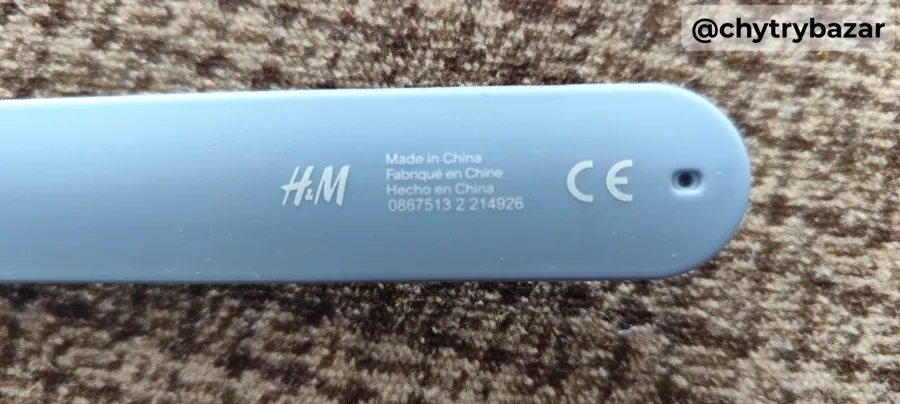 @chytrybazar
H&M
Made in China
Fabriqué en Chine
Hecho en China
0867513 2 214926
CE